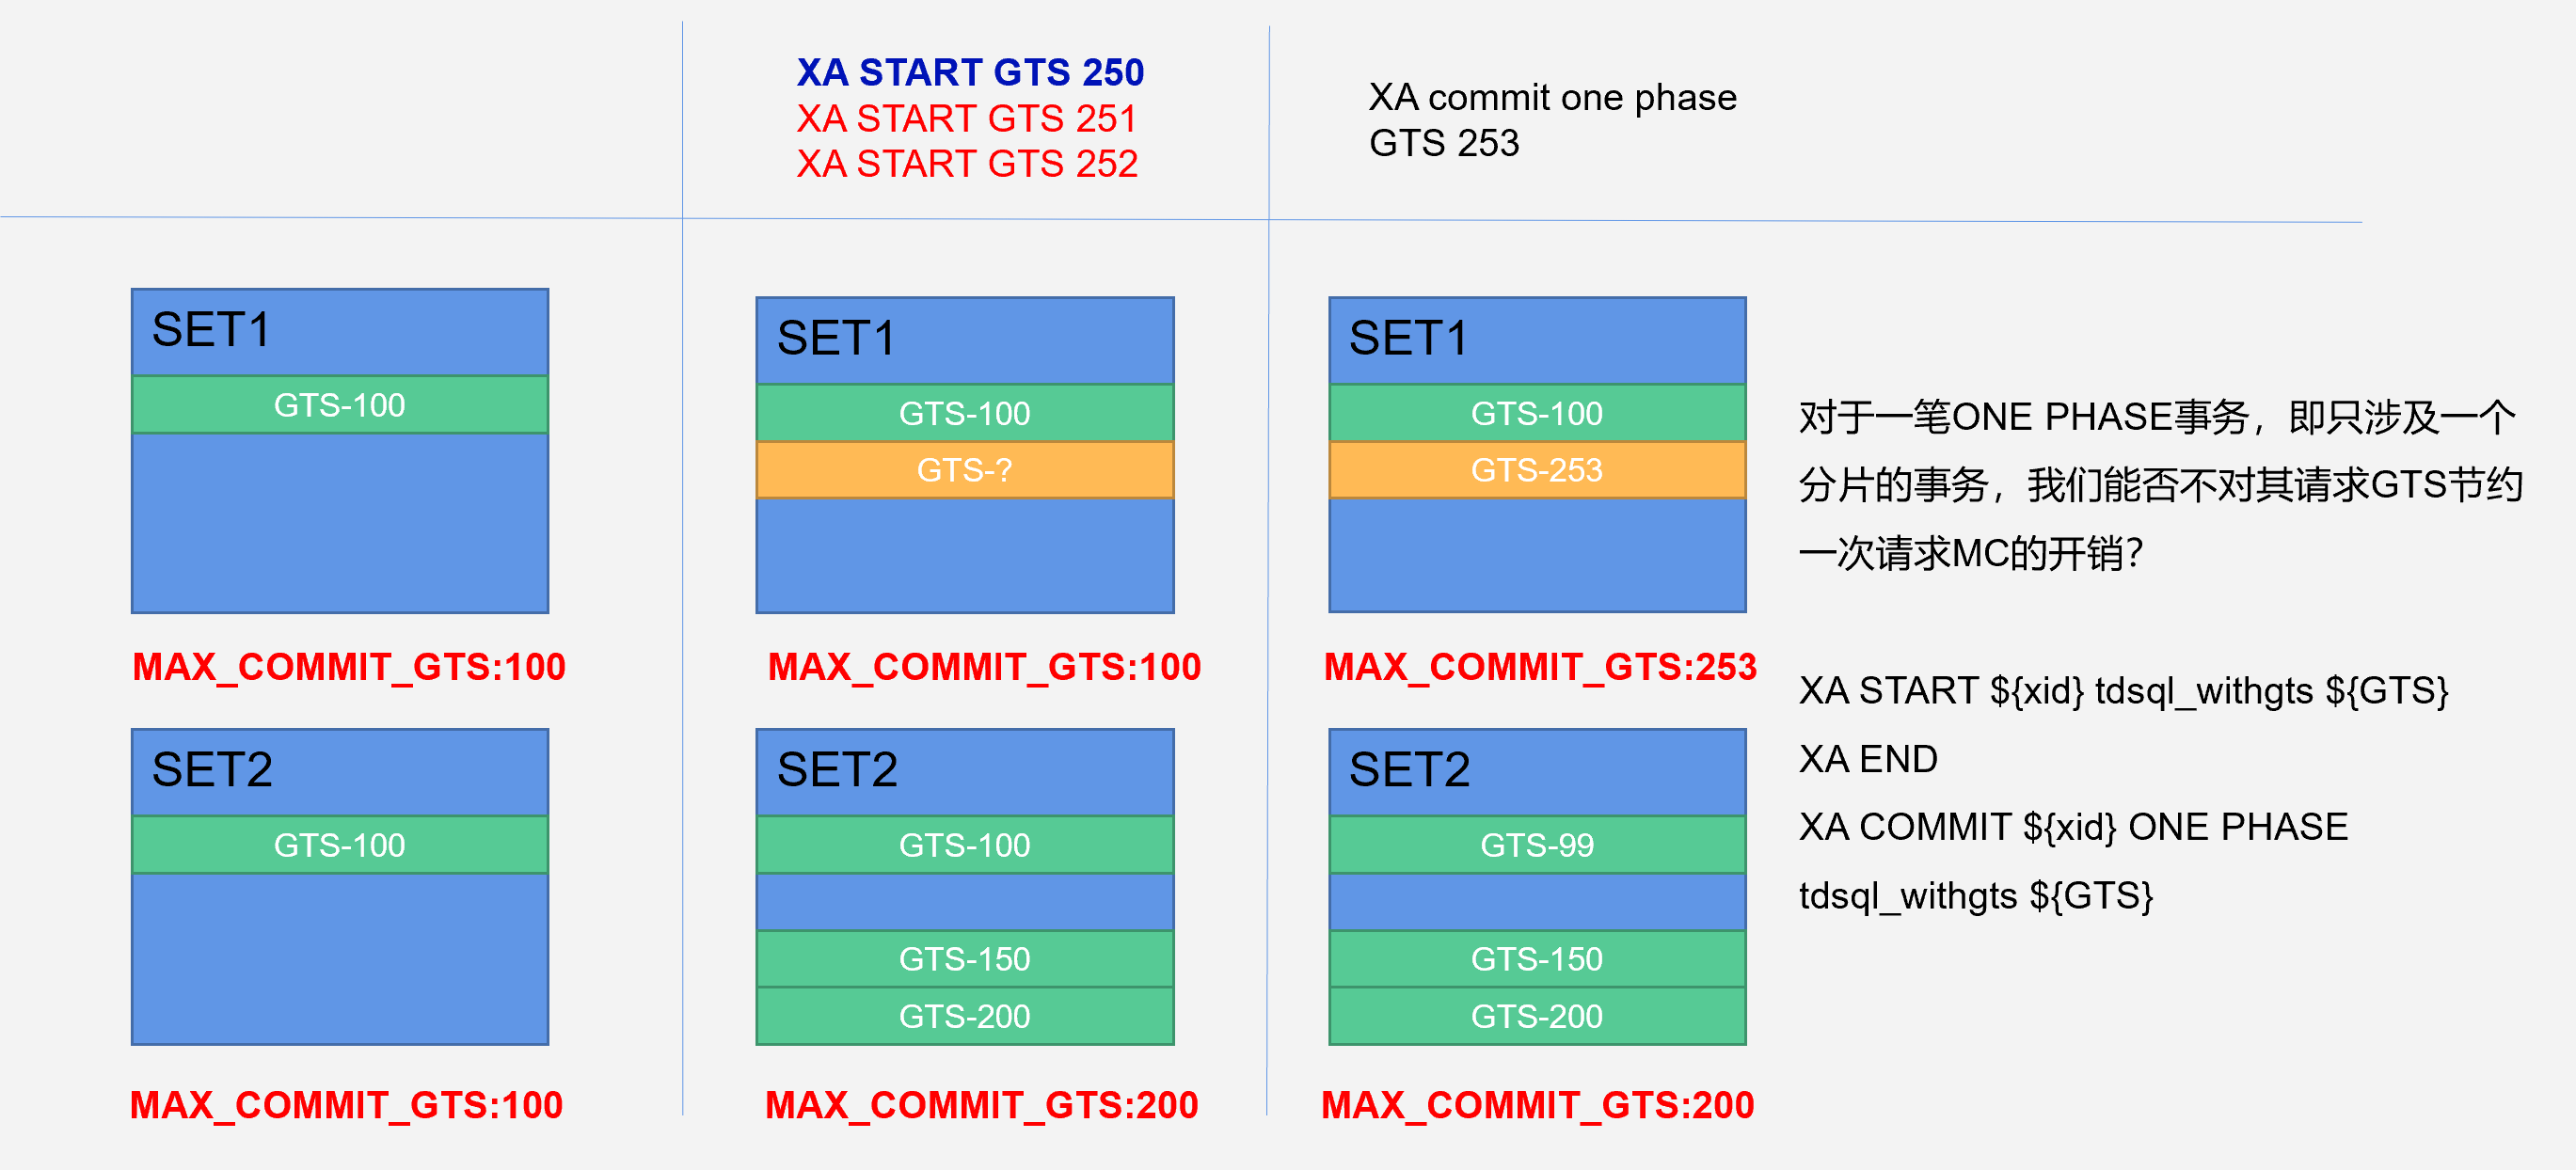 XA START GTS 250
XA START GTS 251
XA START GTS 252
XA commit one phase
GTS 253
SET1
GTS-100
MAX_COMMIT_GTS:100
SET2
GTS-100
MAX_COMMIT_GTS:100
SET1
GTS-100
GTS-?
MAX_COMMIT_GTS:100
SET2
GTS-100
GTS-150
GTS-200
MAX_COMMIT_GTS:200
SET1
GTS-100
GTS-253
MAX_COMMIT_GTS:253
SET2
GTS-99
GTS-150
GTS-200
MAX_COMMIT_GTS:200
对于一笔ONE PHASE事务，即只涉及一个
分片的事务，我们能否不对其请求GTS节约
一次请求MC的开销？
XA START ${xid} tdsql_withgts ${GTS}
XA END
XA COMMIT ${xid} ONE PHASE
tdsql_withgts ${GTS}